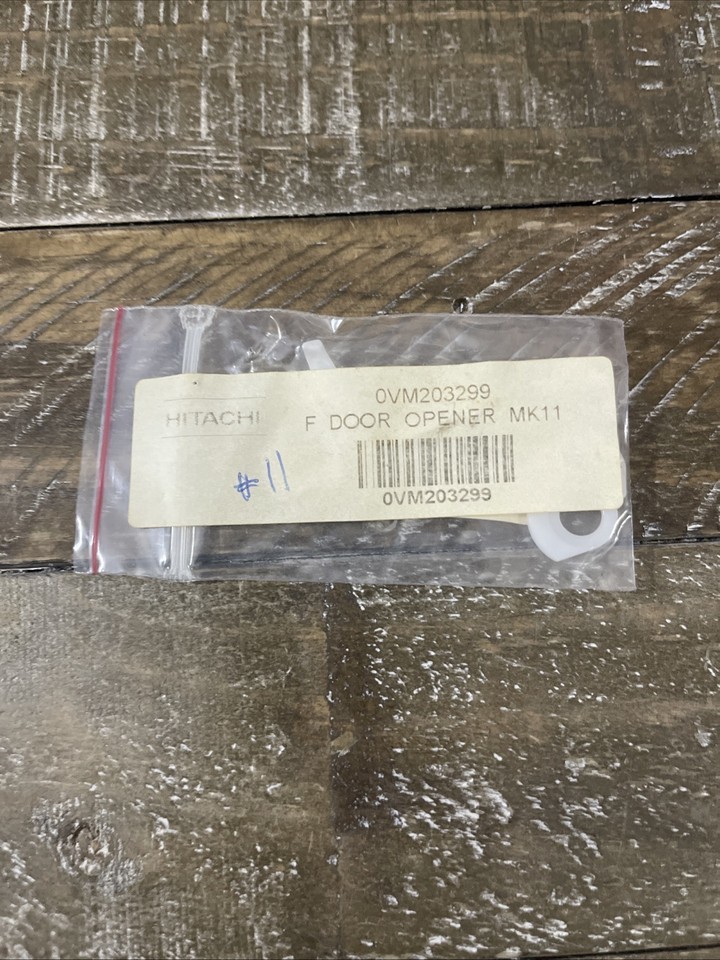 HITACHI
0VM203299
F DOOR OPENER MK11
#11
0VM203299